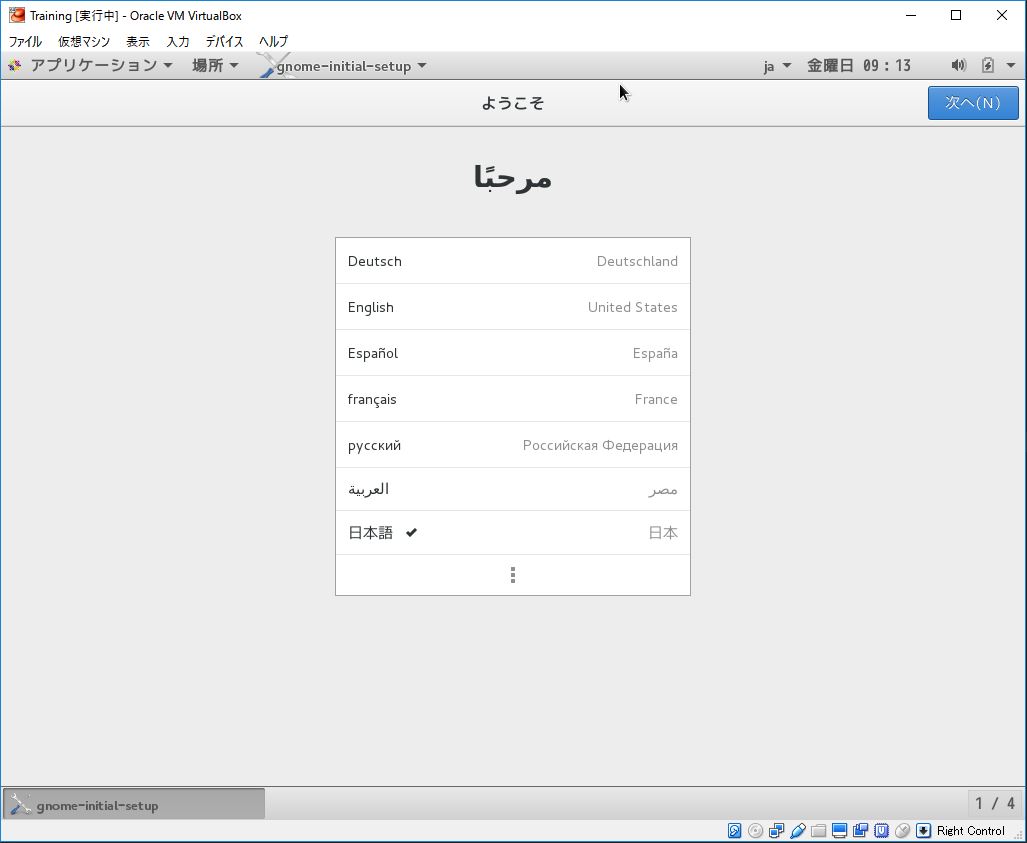 Training [実行中] - Oracle VM VirtualBox
ファイル 仮想マシン 表示 入力 デバイス ヘルプ
アプリケーション 場所 gnome-initial-setup ja 金曜日 09 : 13
ようこそ 次へ(N)
مرحبًا
Deutsch Deutschland
English United States
Español España
français France
русский Российская Федерация
العربية مصر
日本語 日本
gnome-initial-setup 1 / 4
Right Control